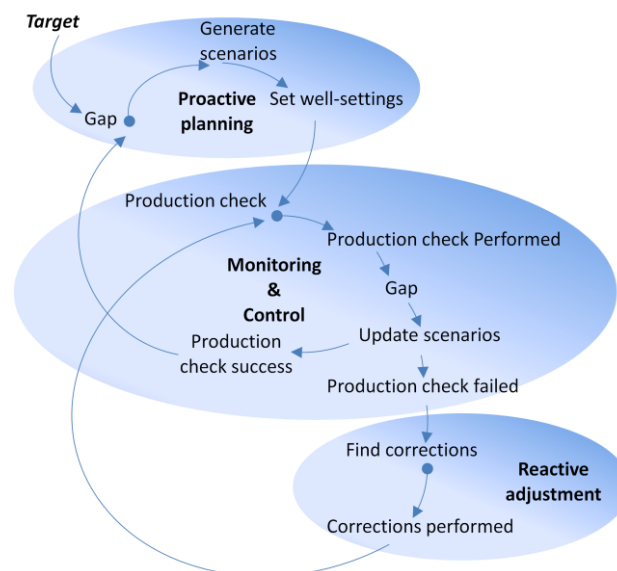 Target
Generate
scenarios
Gap
Proactive
planning
Set well-settings
Production check
Production check Performed
Monitoring
&
Control
Gap
Update scenarios
Production
check success
Production check failed
Find corrections
Reactive
adjustment
Corrections performed